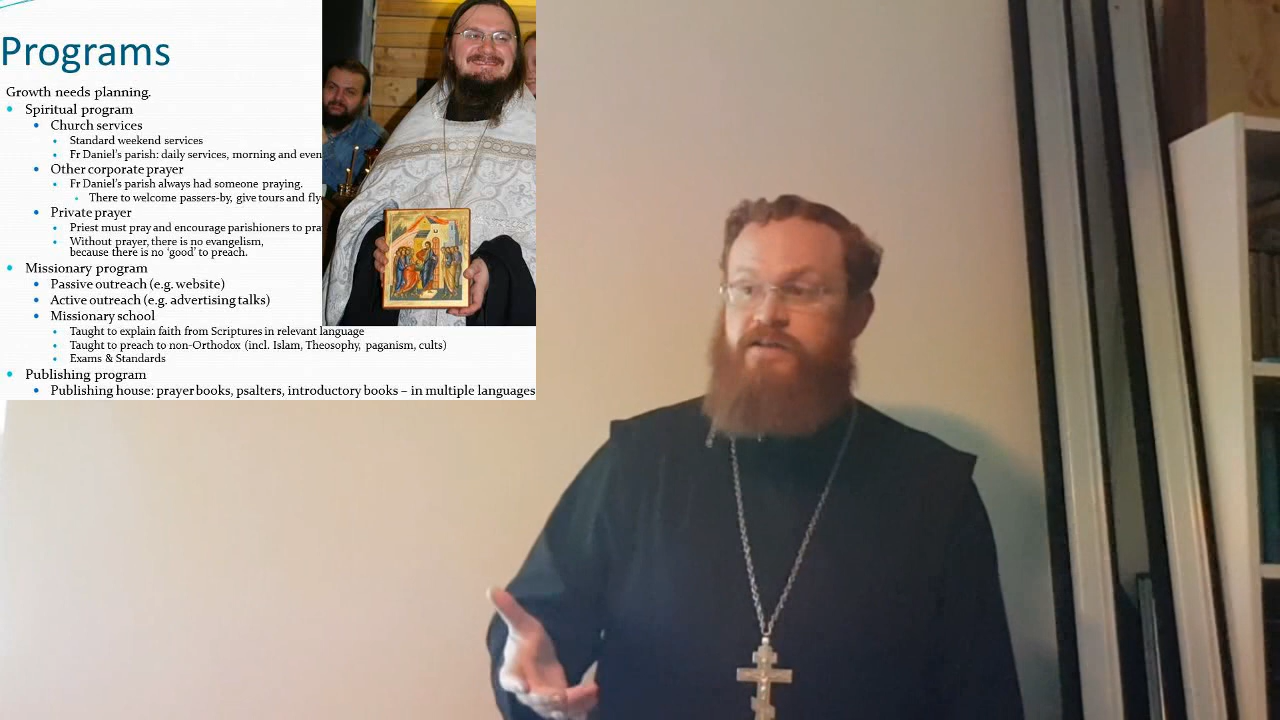 Programs
Growth needs planning.
Spiritual program
Church services
Standard weekend services
Fr Daniel's parish: daily services, morning and even
Other corporate prayer
Fr Daniel's parish always had someone praying.
There to welcome passers-by, give tours and fly
Private prayer
Priest must pray and encourage parishioners to pra
Without prayer, there is no evangelism,
because there is no 'good' to preach.
Missionary program
Passive outreach (e.g. website)
Active outreach (e.g. advertising talks)
Missionary school
Taught to explain faith from Scriptures in relevant language
Taught to preach to non-Orthodox (incl. Islam, Theosophy, paganism, cults)
Exams & Standards
Publishing program
Publishing house: prayer books, psalters, introductory books – in multiple languages